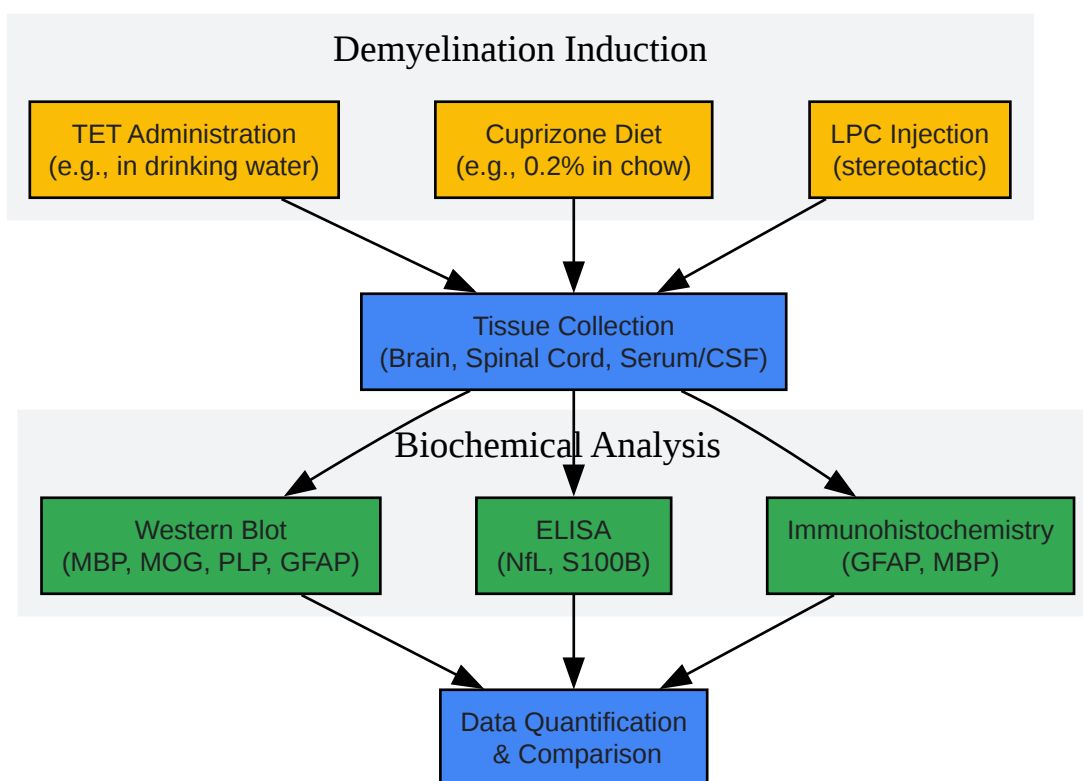 Demyelination Induction
TET Administration
(e.g., in drinking water)
Cuprizone Diet
(e.g., 0.2% in chow)
LPC Injection
(stereotactic)
Tissue Collection
(Brain, Spinal Cord, Serum/CSF)
Biochemical Analysis
Western Blot
(MBP, MOG, PLP, GFAP)
ELISA
(NfL, S100B)
Immunohistochemistry
(GFAP, MBP)
Data Quantification
& Comparison